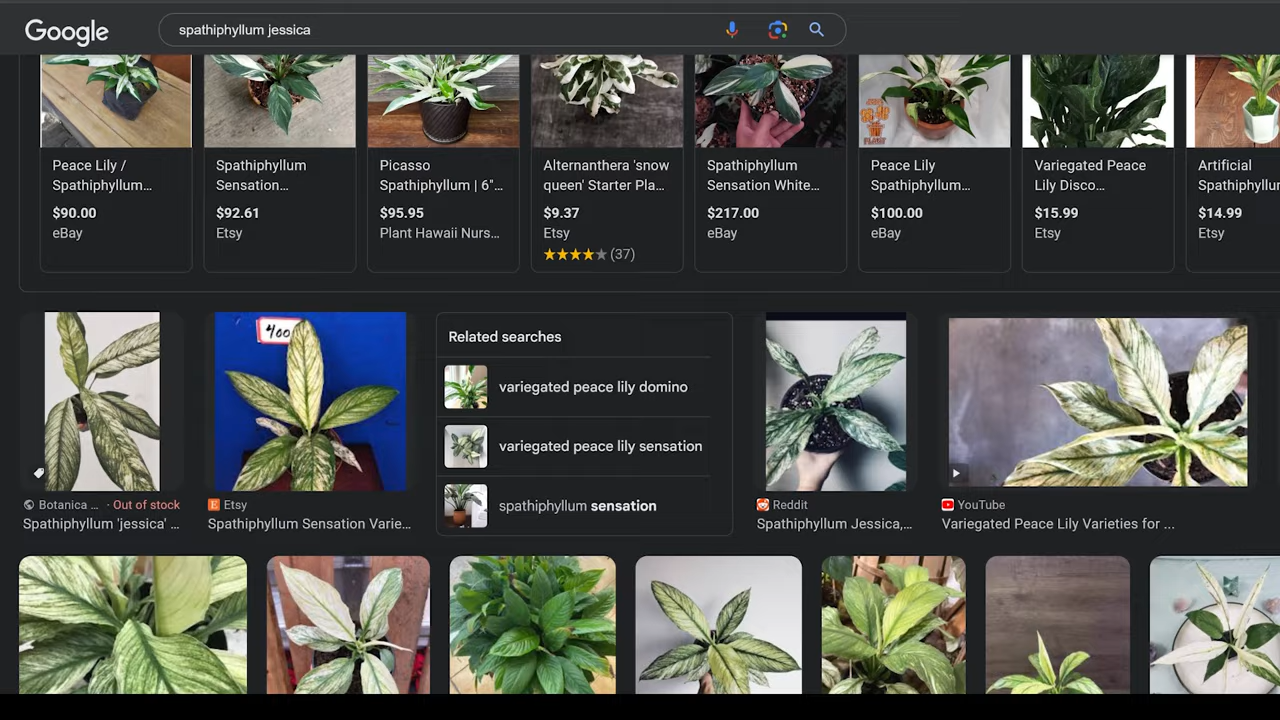 Google
spathiphyllum jessica
Peace Lily /
Spathiphyllum...
$90.00
eBay
Spathiphyllum
Sensation...
$92.61
Etsy
Picasso
Spathiphyllum | 6"...
$95.95
Plant Hawaii Nurs...
Alternanthera 'snow
queen' Starter Pla...
$9.37
Etsy
(37)
Spathiphyllum
Sensation White...
$217.00
eBay
Peace Lily
Spathiphyllum...
$100.00
eBay
Variegated Peace
Lily Disco...
$15.99
Etsy
Artificial
Spathiphyllu
$14.99
Etsy
400
Related searches
variegated peace lily domino
variegated peace lily sensation
spathiphyllum sensation
Botanica ... · Out of stock
Spathiphyllum 'jessica' ...
Etsy
Spathiphyllum Sensation Varie...
Reddit
Spathiphyllum Jessica,...
YouTube
Variegated Peace Lily Varieties for ...